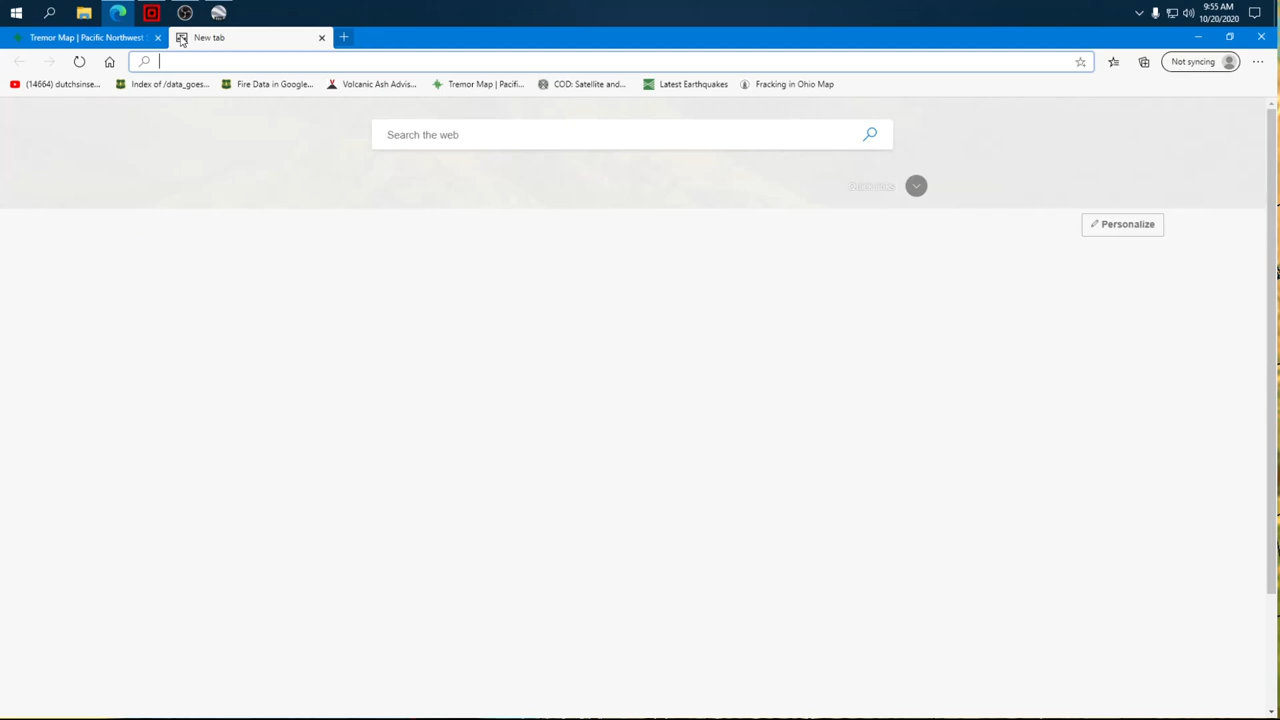 9:55 AM
10/20/2020
Tremor Map | Pacific Northwest
New tab
Not syncing
(14664) dutchsinse...
Index of /data_goes...
Fire Data in Google...
Volcanic Ash Advis...
Tremor Map | Pacifi...
COD: Satellite and...
Latest Earthquakes
Fracking in Ohio Map
Search the web
Personalize